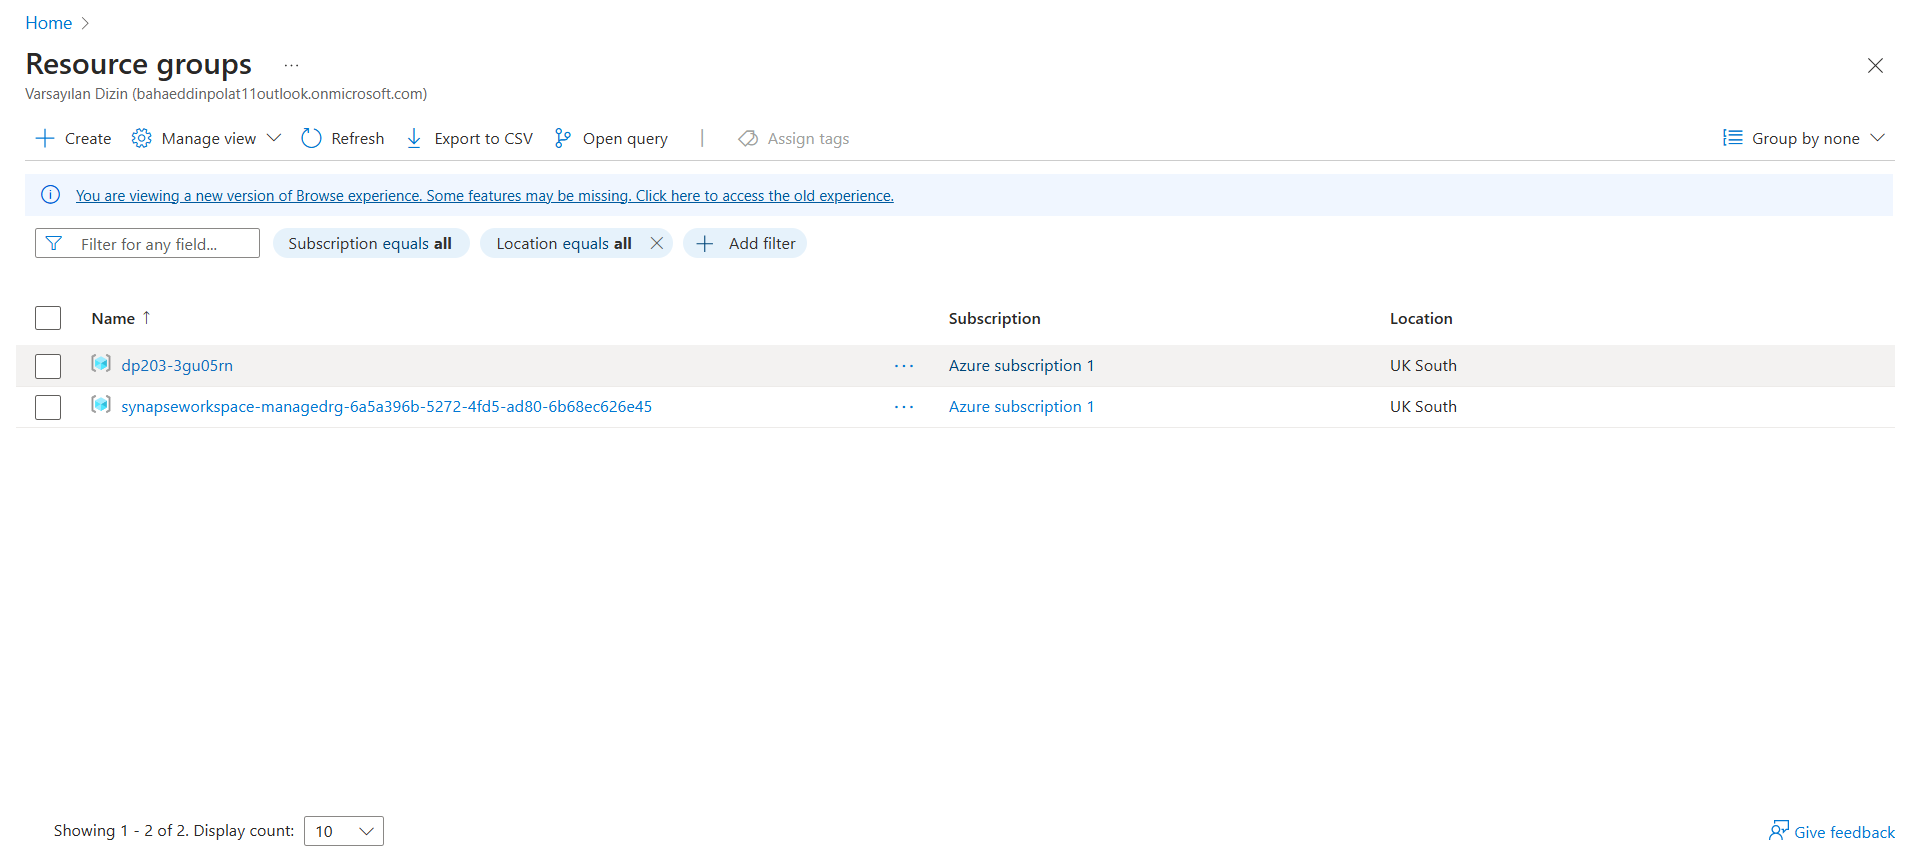 Home
Resource groups ...
Varsayılan Dizin (bahaeddinpolat11outlook.onmicrosoft.com)
Create Manage view Refresh Export to CSV Open query | Assign tags Group by none
You are viewing a new version of Browse experience. Some features may be missing. Click here to access the old experience.
Filter for any field... Subscription equals all Location equals all Add filter
Name ↑ Subscription Location
dp203-3gu05rn ... Azure subscription 1 UK South
synapseworkspace-managedrg-6a5a396b-5272-4fd5-ad80-6b68ec626e45 ... Azure subscription 1 UK South
Showing 1 - 2 of 2. Display count: 10 Give feedback